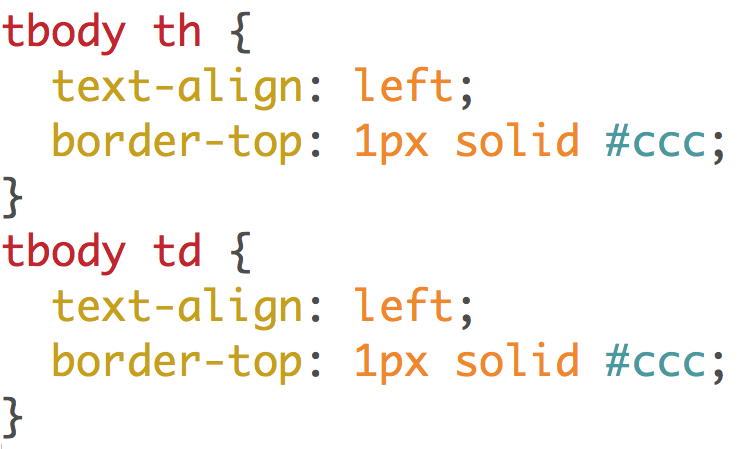 tbody th {
  text-align: left;
  border-top: 1px solid #ccc;
}
tbody td {
  text-align: left;
  border-top: 1px solid #ccc;
}